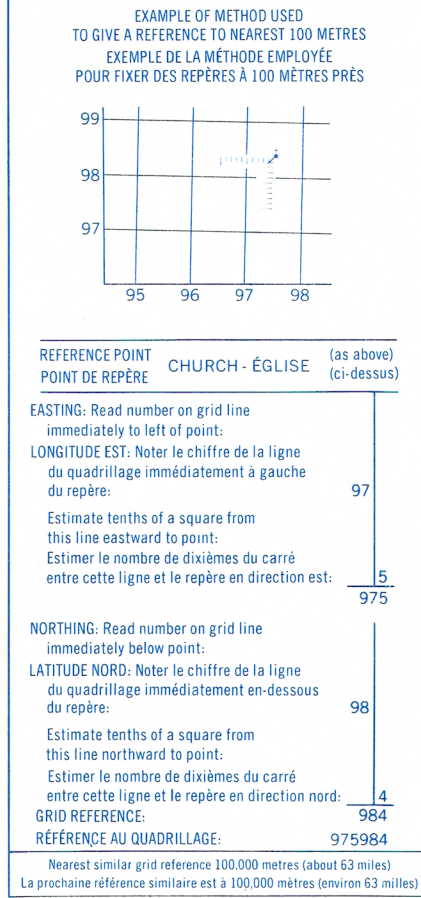 EXAMPLE OF METHOD USED
TO GIVE A REFERENCE TO NEAREST 100 METRES
EXEMPLE DE LA MÉTHODE EMPLOYÉE
POUR FIXER DES REPÈRES À 100 MÈTRES PRÈS
99
98
97
95 96 97 98
REFERENCE POINT
POINT DE REPÈRE
CHURCH - ÉGLISE
(as above)
(ci-dessus)
EASTING: Read number on grid line
immediately to left of point:
LONGITUDE EST: Noter le chiffre de la ligne
du quadrillage immédiatement à gauche
du repère: 97
Estimate tenths of a square from
this line eastward to point:
Estimer le nombre de dixièmes du carré
entre cette ligne et le repère en direction est: 5
975
NORTHING: Read number on grid line
immediately below point:
LATITUDE NORD: Noter le chiffre de la ligne
du quadrillage immédiatement en-dessous
du repère: 98
Estimate tenths of a square from
this line northward to point:
Estimer le nombre de dixièmes du carré
entre cette ligne et le repère en direction nord: 4
GRID REFERENCE: 984
RÉFÉRENCE AU QUADRILLAGE: 975984
Nearest similar grid reference 100,000 metres (about 63 miles)
La prochaine référence similaire est à 100,000 mètres (environ 63 milles)